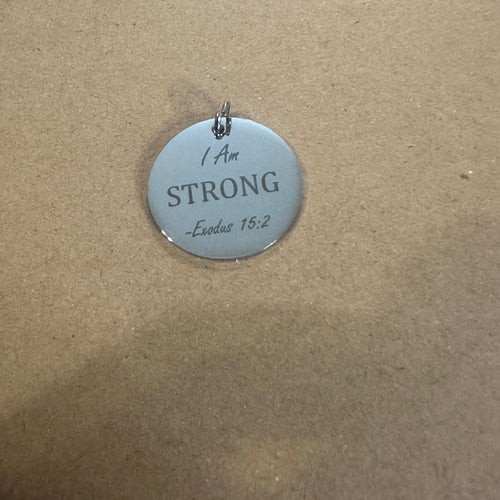 I Am
STRONG
-Exodus 15:2